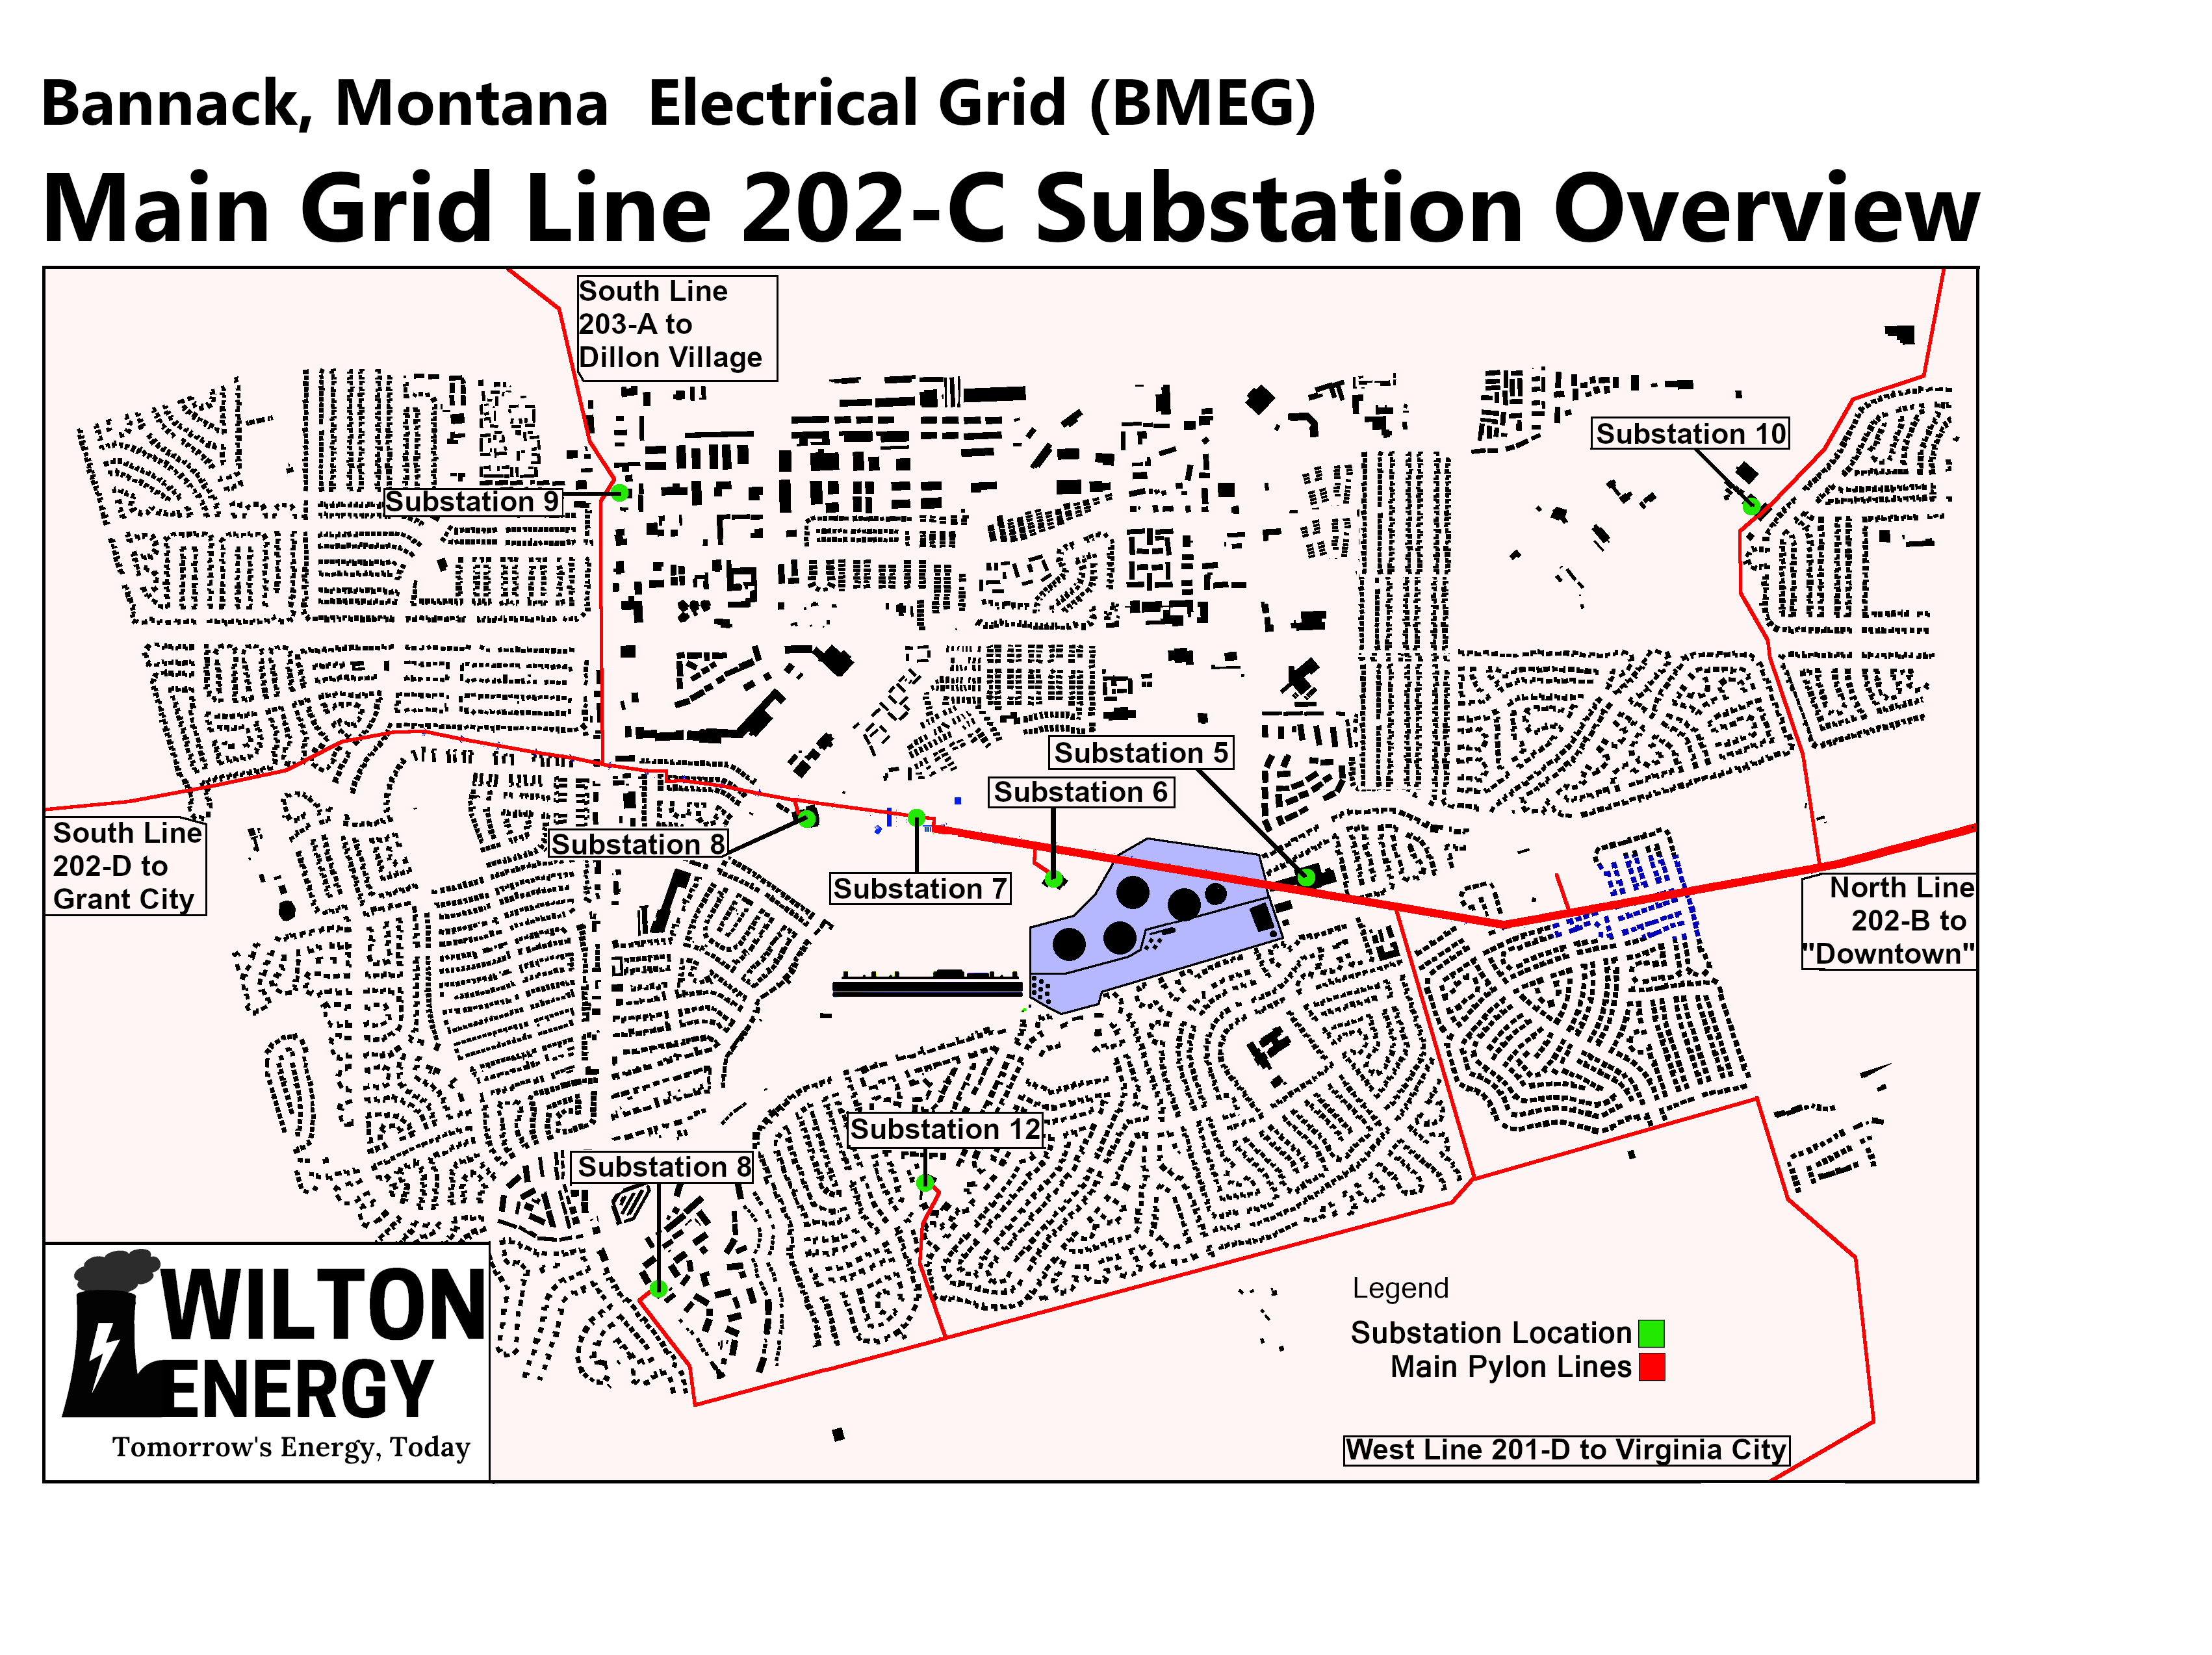 Bannack, Montana  Electrical Grid (BMEG)
Main Grid Line 202-C Substation Overview
South Line
203-A to
Dillon Village
Substation 10
Substation 9
Substation 5
Substation 6
South Line
202-D to
Grant City
Substation 8
Substation 7
North Line
202-B to
"Downtown"
Substation 12
Substation 8
WILTON
ENERGY
Tomorrow's Energy, Today
Legend
Substation Location
Main Pylon Lines
West Line 201-D to Virginia City